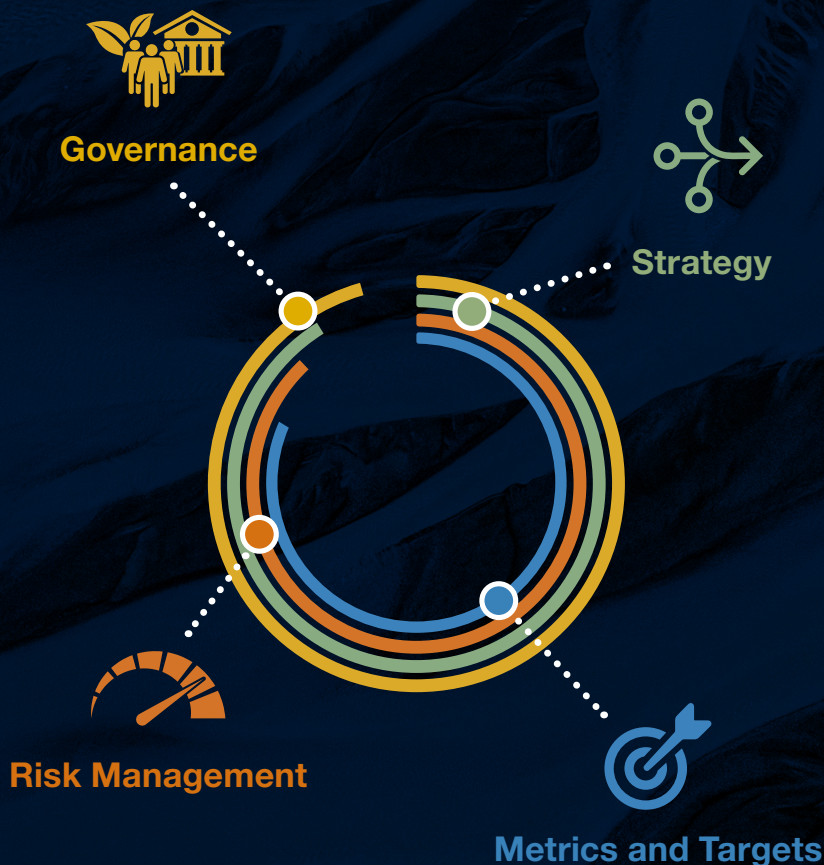 Governance
Strategy
Risk Management
Metrics and Targets